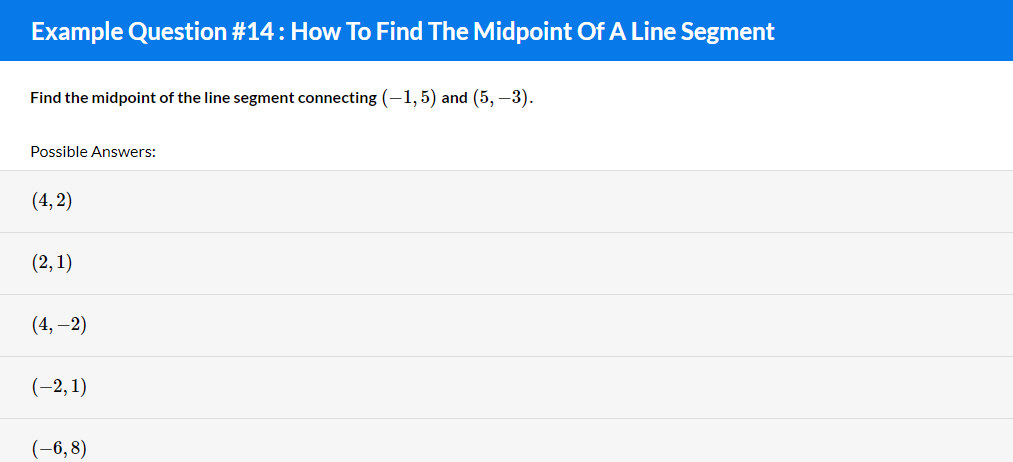 Example Question #14 : How To Find The Midpoint Of A Line Segment
Find the midpoint of the line segment connecting (−1, 5) and (5, −3).
Possible Answers:
(4, 2)
(2, 1)
(4, −2)
(−2, 1)
(−6, 8)